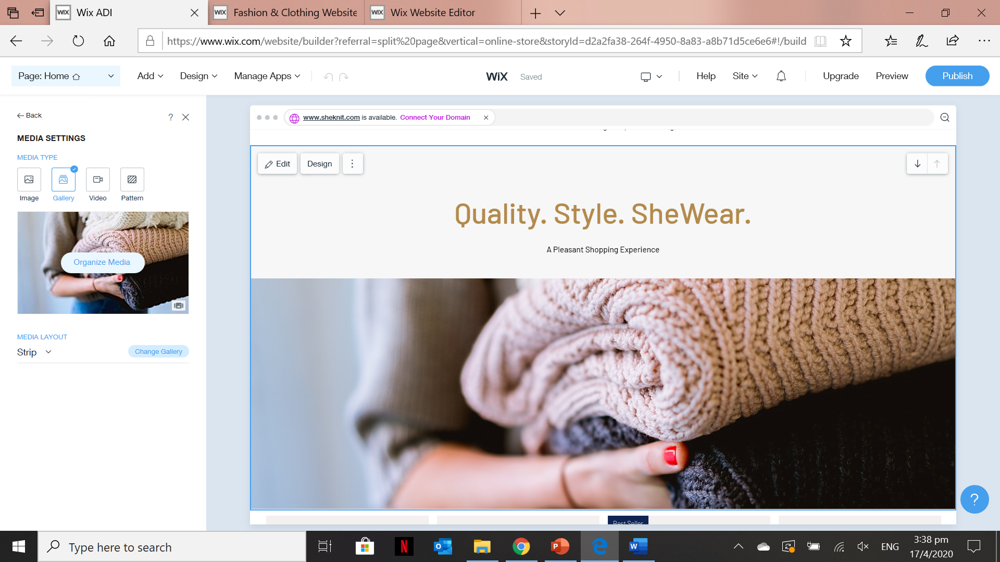 WIX Wix ADI
WIX Fashion & Clothing Website
WIX Wix Website Editor
https://www.wix.com/website/builder?referral=split%20page&vertical=online-store&storyId=d2a2fa38-264f-4950-8a83-a8b71d5ce6e6#!/build
Page: Home
Add
Design
Manage Apps
WIX
Saved
Help
Site
Upgrade
Preview
Publish
Back
?
MEDIA SETTINGS
MEDIA TYPE
Image
Gallery
Video
Pattern
Organize Media
MEDIA LAYOUT
Strip
Change Gallery
www.sheknit.com is available. Connect Your Domain
Edit
Design
Quality. Style. SheWear.
A Pleasant Shopping Experience
Best Seller
?
Type here to search
N
O
P
W
ENG
3:38 pm
17/4/2020